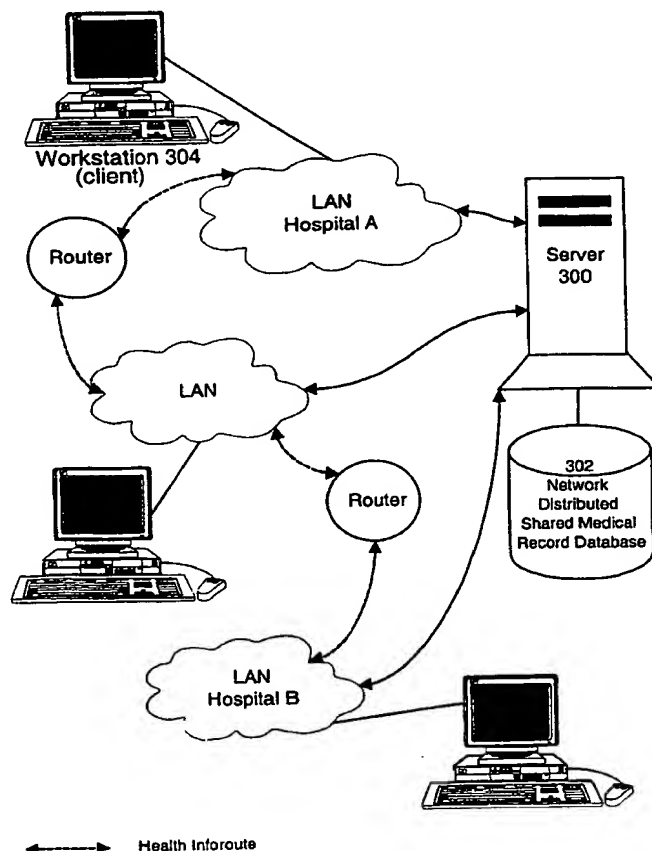 Workstation 304
(client)
LAN
Hospital A
Router
Server
300
LAN
302
Network
Distributed
Shared Medical
Record Database
Router
LAN
Hospital B
Health Inforoute